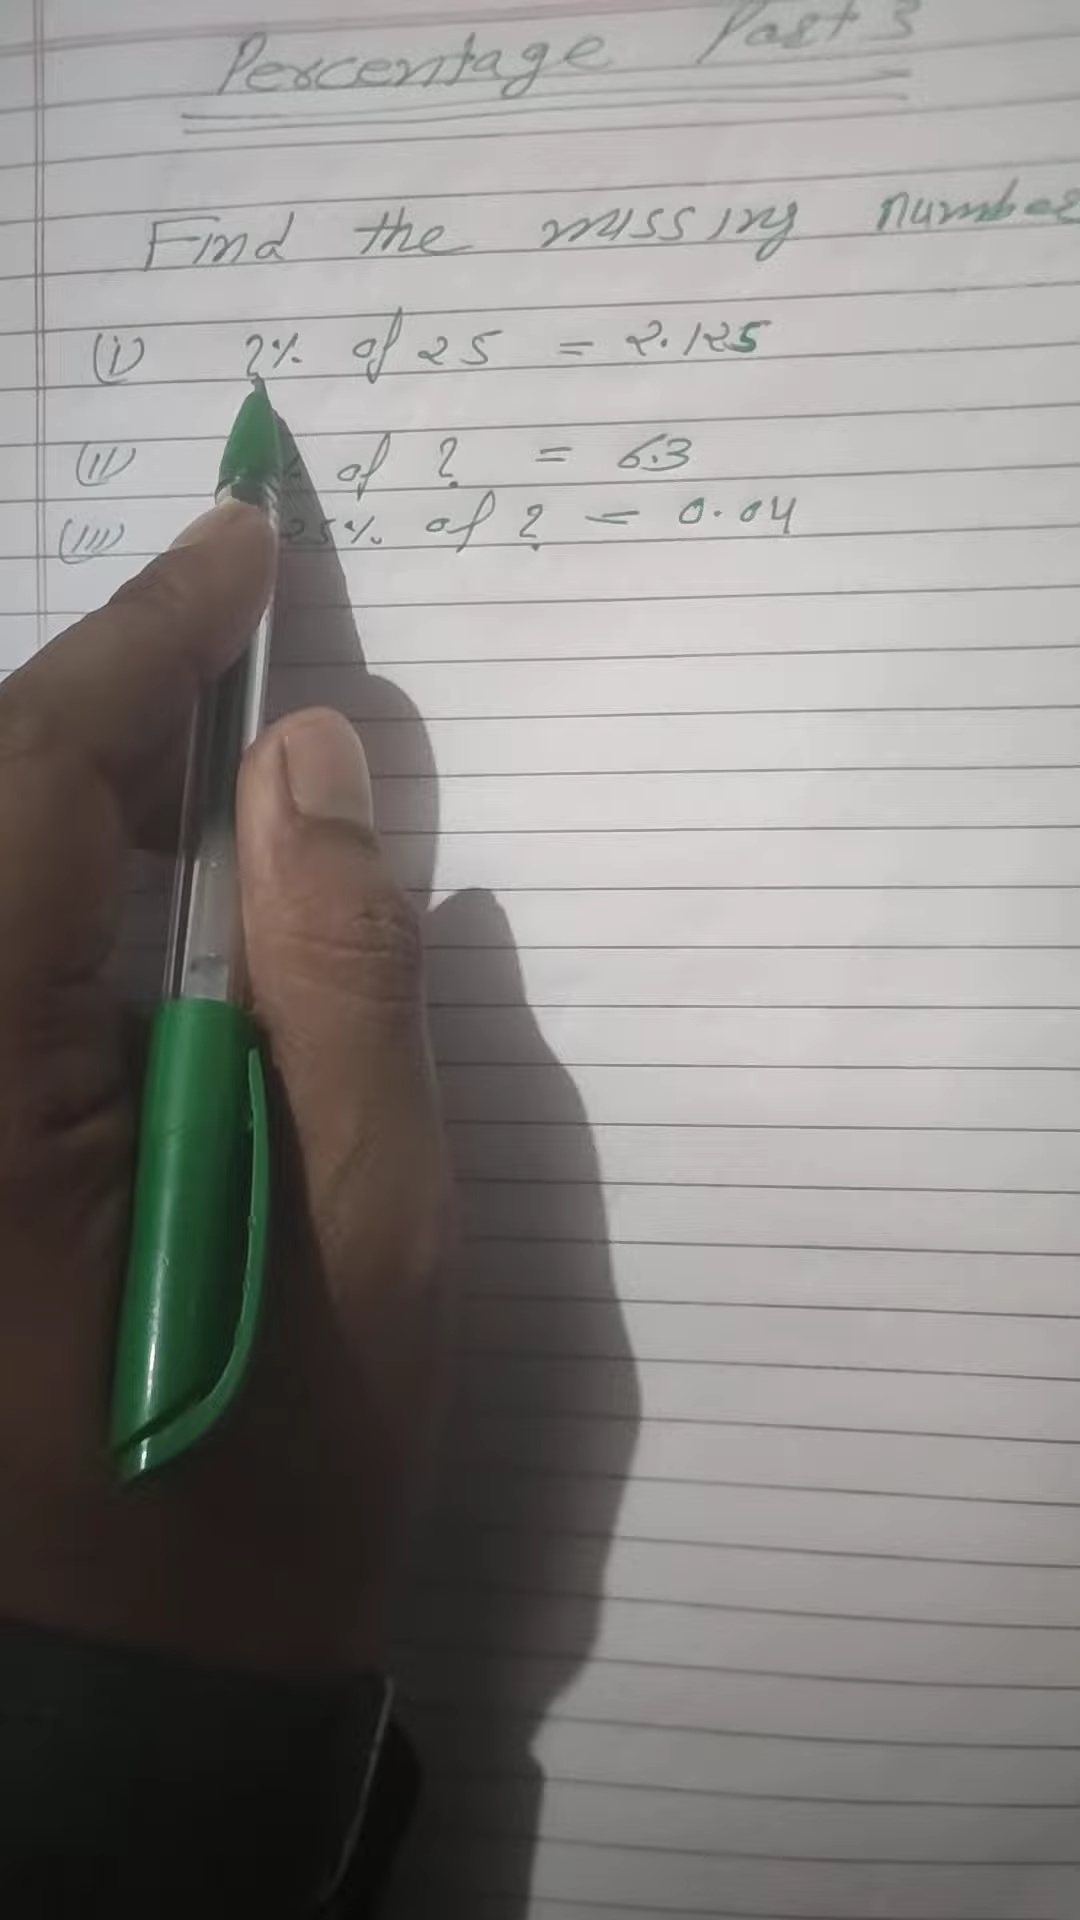 Percentage Part 3
Find the missing number
(i) ?% of 25 = 2.125
(ii) % of ? = 6.3
(iii) 25% of ? = 0.04